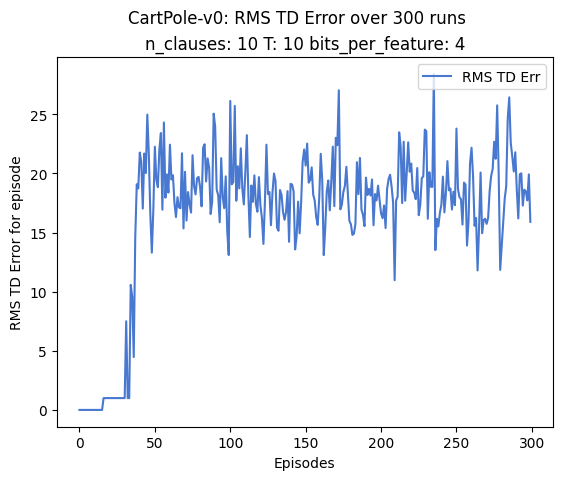 CartPole-v0: RMS TD Error over 300 runs
n_clauses: 10 T: 10 bits_per_feature: 4
RMS TD Err
RMS TD Error for episode
25
20
15
10
5
0
0 50 100 150 200 250 300
Episodes